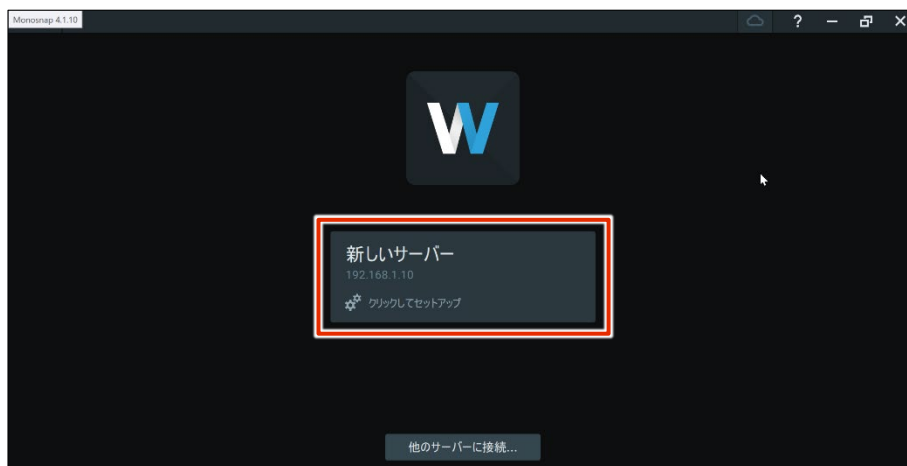 Monosnap 4.1.10
?
新しいサーバー
192.168.1.10
クリックしてセットアップ
他のサーバーに接続...